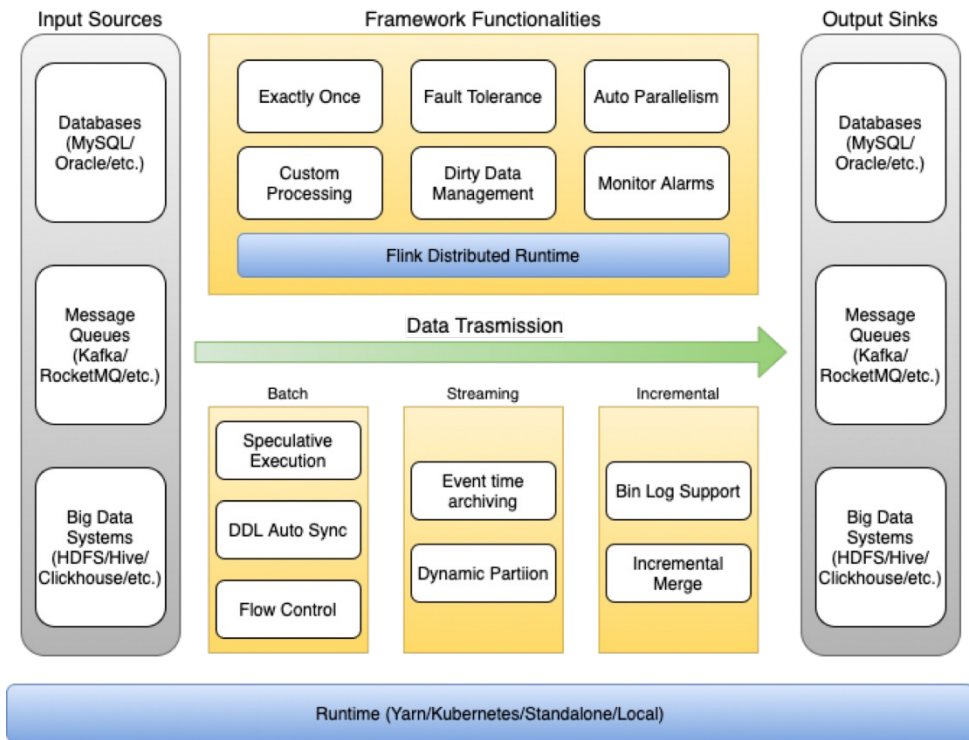 Input Sources
Databases
(MySQL/
Oracle/etc.)
Message
Queues
(Kafka/
RocketMQ/etc.)
Big Data
Systems
(HDFS/Hive/
Clickhouse/etc.)
Framework Functionalities
Exactly Once
Fault Tolerance
Auto Parallelism
Custom
Processing
Dirty Data
Management
Monitor Alarms
Flink Distributed Runtime
Data Trasmission
Batch
Speculative
Execution
DDL Auto Sync
Flow Control
Streaming
Event time
archiving
Dynamic Partiion
Incremental
Bin Log Support
Incremental
Merge
Output Sinks
Databases
(MySQL/
Oracle/etc.)
Message
Queues
(Kafka/
RocketMQ/etc.)
Big Data
Systems
(HDFS/Hive/
Clickhouse/etc.)
Runtime (Yarn/Kubernetes/Standalone/Local)